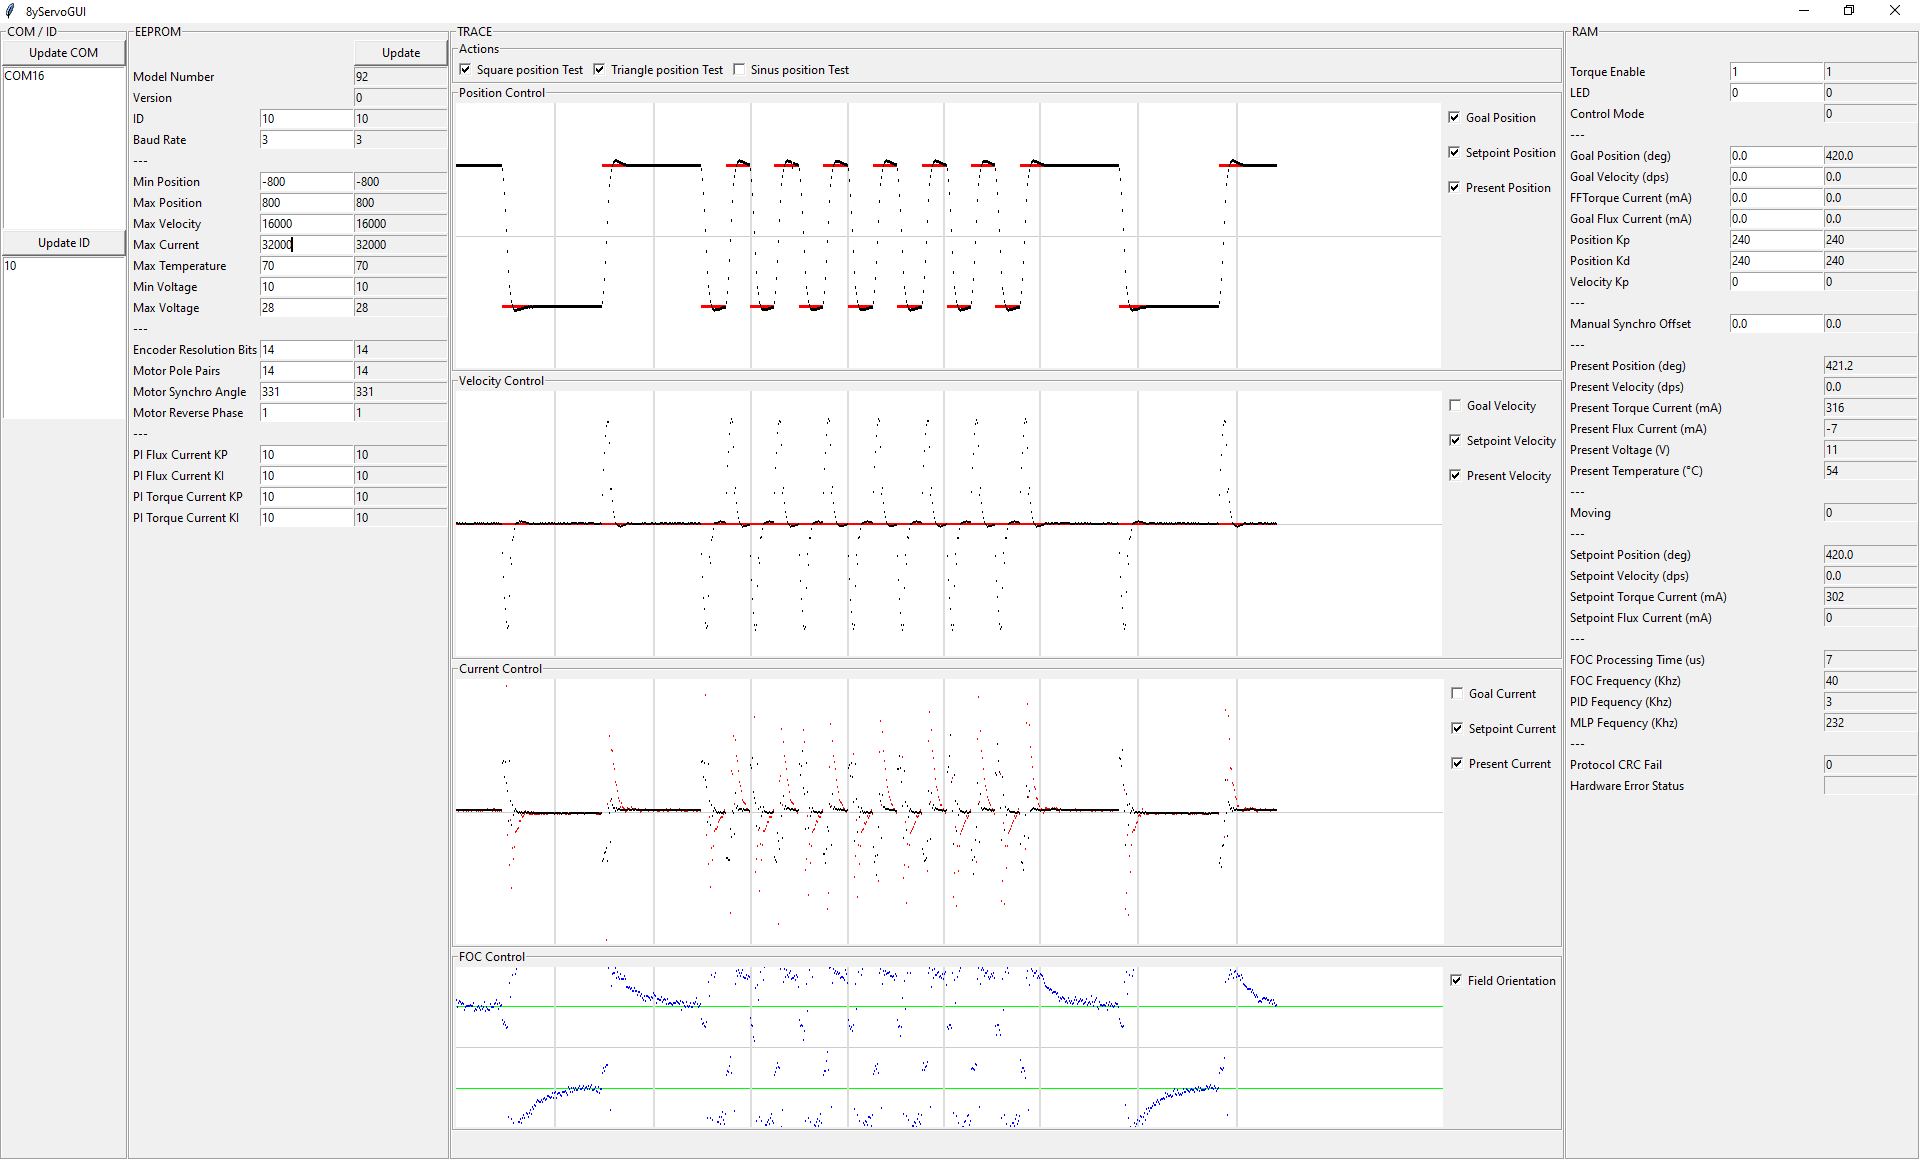 8yServoGUI
COM / ID
Update COM
COM16
Update ID
10
EEPROM
Update
Model Number 92
Version 0
ID 10 10
Baud Rate 3 3
---
Min Position -800 -800
Max Position 800 800
Max Velocity 16000 16000
Max Current 32000 32000
Max Temperature 70 70
Min Voltage 10 10
Max Voltage 28 28
---
Encoder Resolution Bits 14 14
Motor Pole Pairs 14 14
Motor Synchro Angle 331 331
Motor Reverse Phase 1 1
---
PI Flux Current KP 10 10
PI Flux Current KI 10 10
PI Torque Current KP 10 10
PI Torque Current KI 10 10
TRACE
Actions
Square position Test Triangle position Test Sinus position Test
Position Control
Goal Position
Setpoint Position
Present Position
Velocity Control
Goal Velocity
Setpoint Velocity
Present Velocity
Current Control
Goal Current
Setpoint Current
Present Current
FOC Control
Field Orientation
RAM
Torque Enable 1 1
LED 0 0
Control Mode 0
---
Goal Position (deg) 0.0 420.0
Goal Velocity (dps) 0.0 0.0
FFTorque Current (mA) 0.0 0.0
Goal Flux Current (mA) 0.0 0.0
Position Kp 240 240
Position Kd 240 240
Velocity Kp 0 0
---
Manual Synchro Offset 0.0 0.0
---
Present Position (deg) 421.2
Present Velocity (dps) 0.0
Present Torque Current (mA) 316
Present Flux Current (mA) -7
Present Voltage (V) 11
Present Temperature (°C) 54
---
Moving 0
---
Setpoint Position (deg) 420.0
Setpoint Velocity (dps) 0.0
Setpoint Torque Current (mA) 302
Setpoint Flux Current (mA) 0
---
FOC Processing Time (us) 7
FOC Frequency (Khz) 40
PID Fequency (Khz) 3
MLP Fequency (Khz) 232
---
Protocol CRC Fail 0
Hardware Error Status